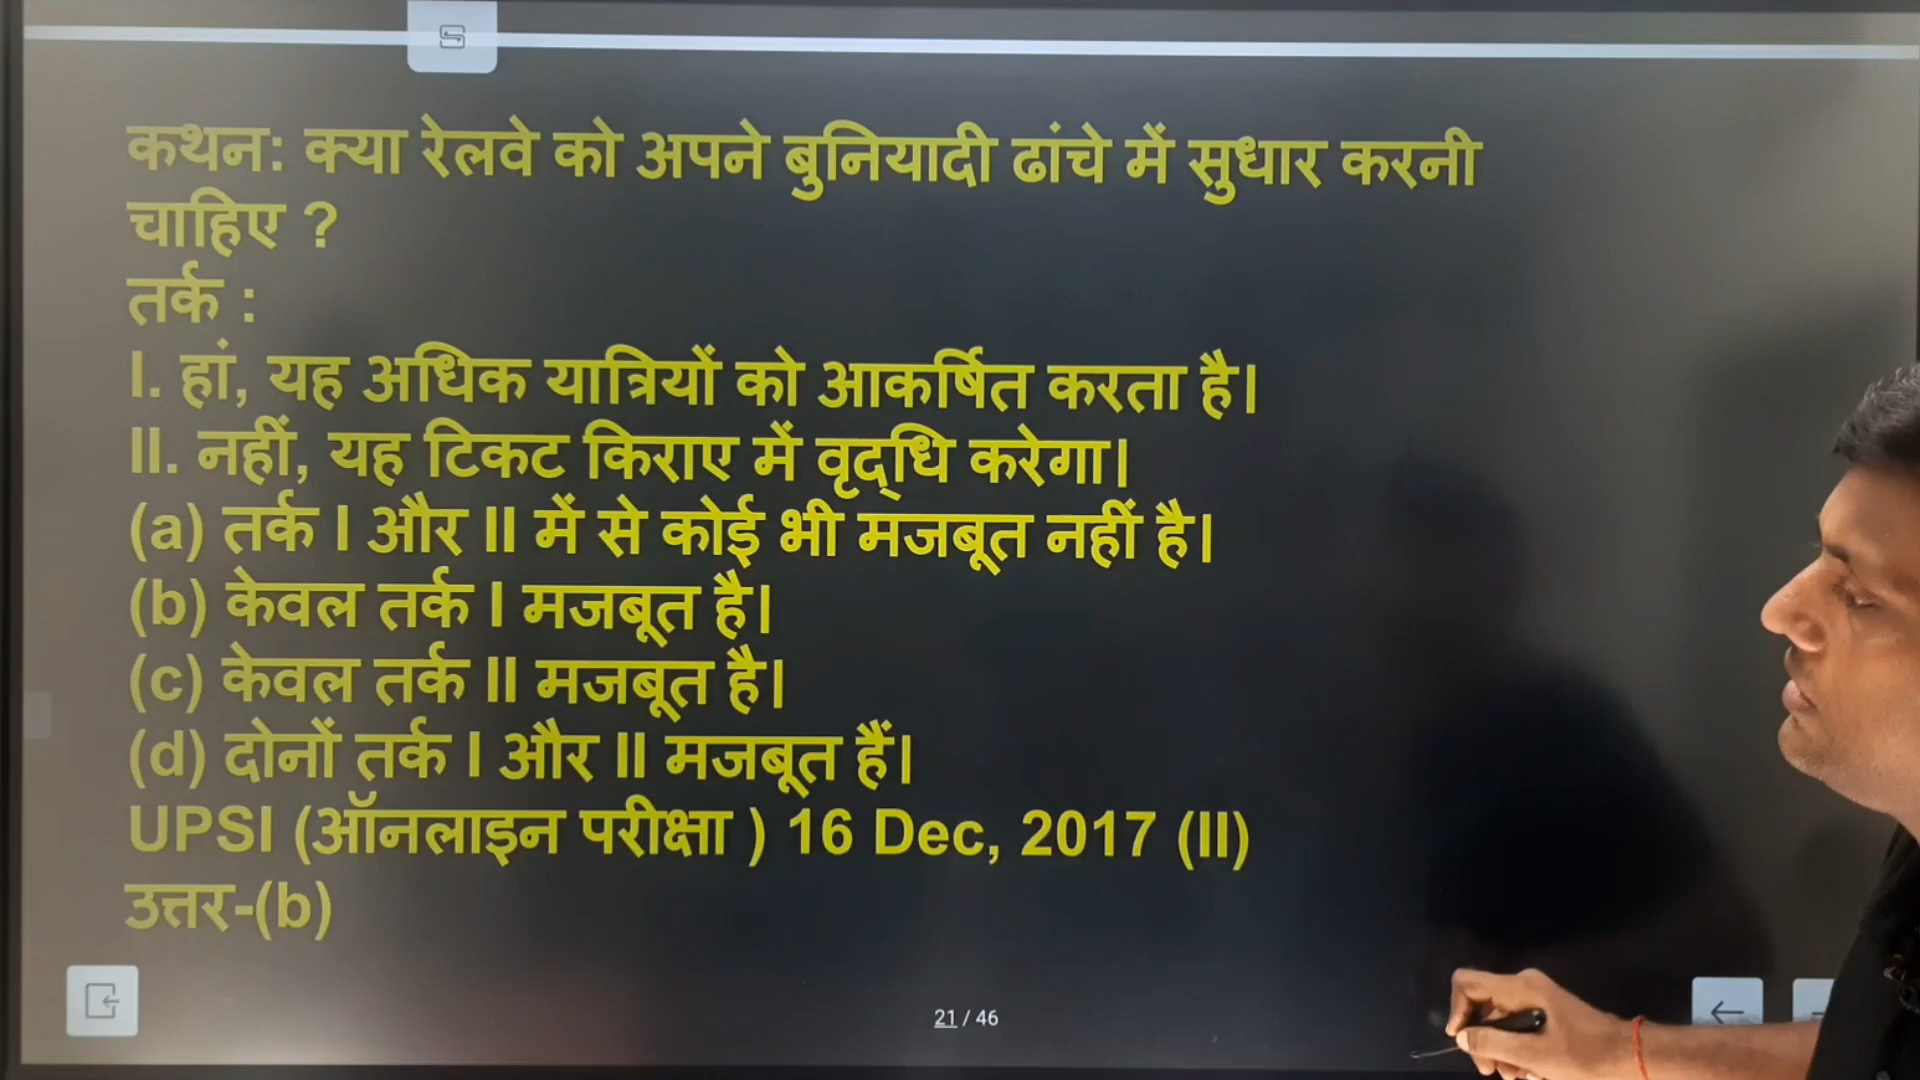 कथन: क्या रेलवे को अपने बुनियादी ढांचे में सुधार करनी
चाहिए ?
तर्क :
I. हां, यह अधिक यात्रियों को आकर्षित करता है।
II. नहीं, यह टिकट किराए में वृद्धि करेगा।
(a) तर्क I और II में से कोई भी मजबूत नहीं है।
(b) केवल तर्क I मजबूत है।
(c) केवल तर्क II मजबूत है।
(d) दोनों तर्क I और II मजबूत हैं।
UPSI (ऑनलाइन परीक्षा ) 16 Dec, 2017 (II)
उत्तर-(b)
21 / 46